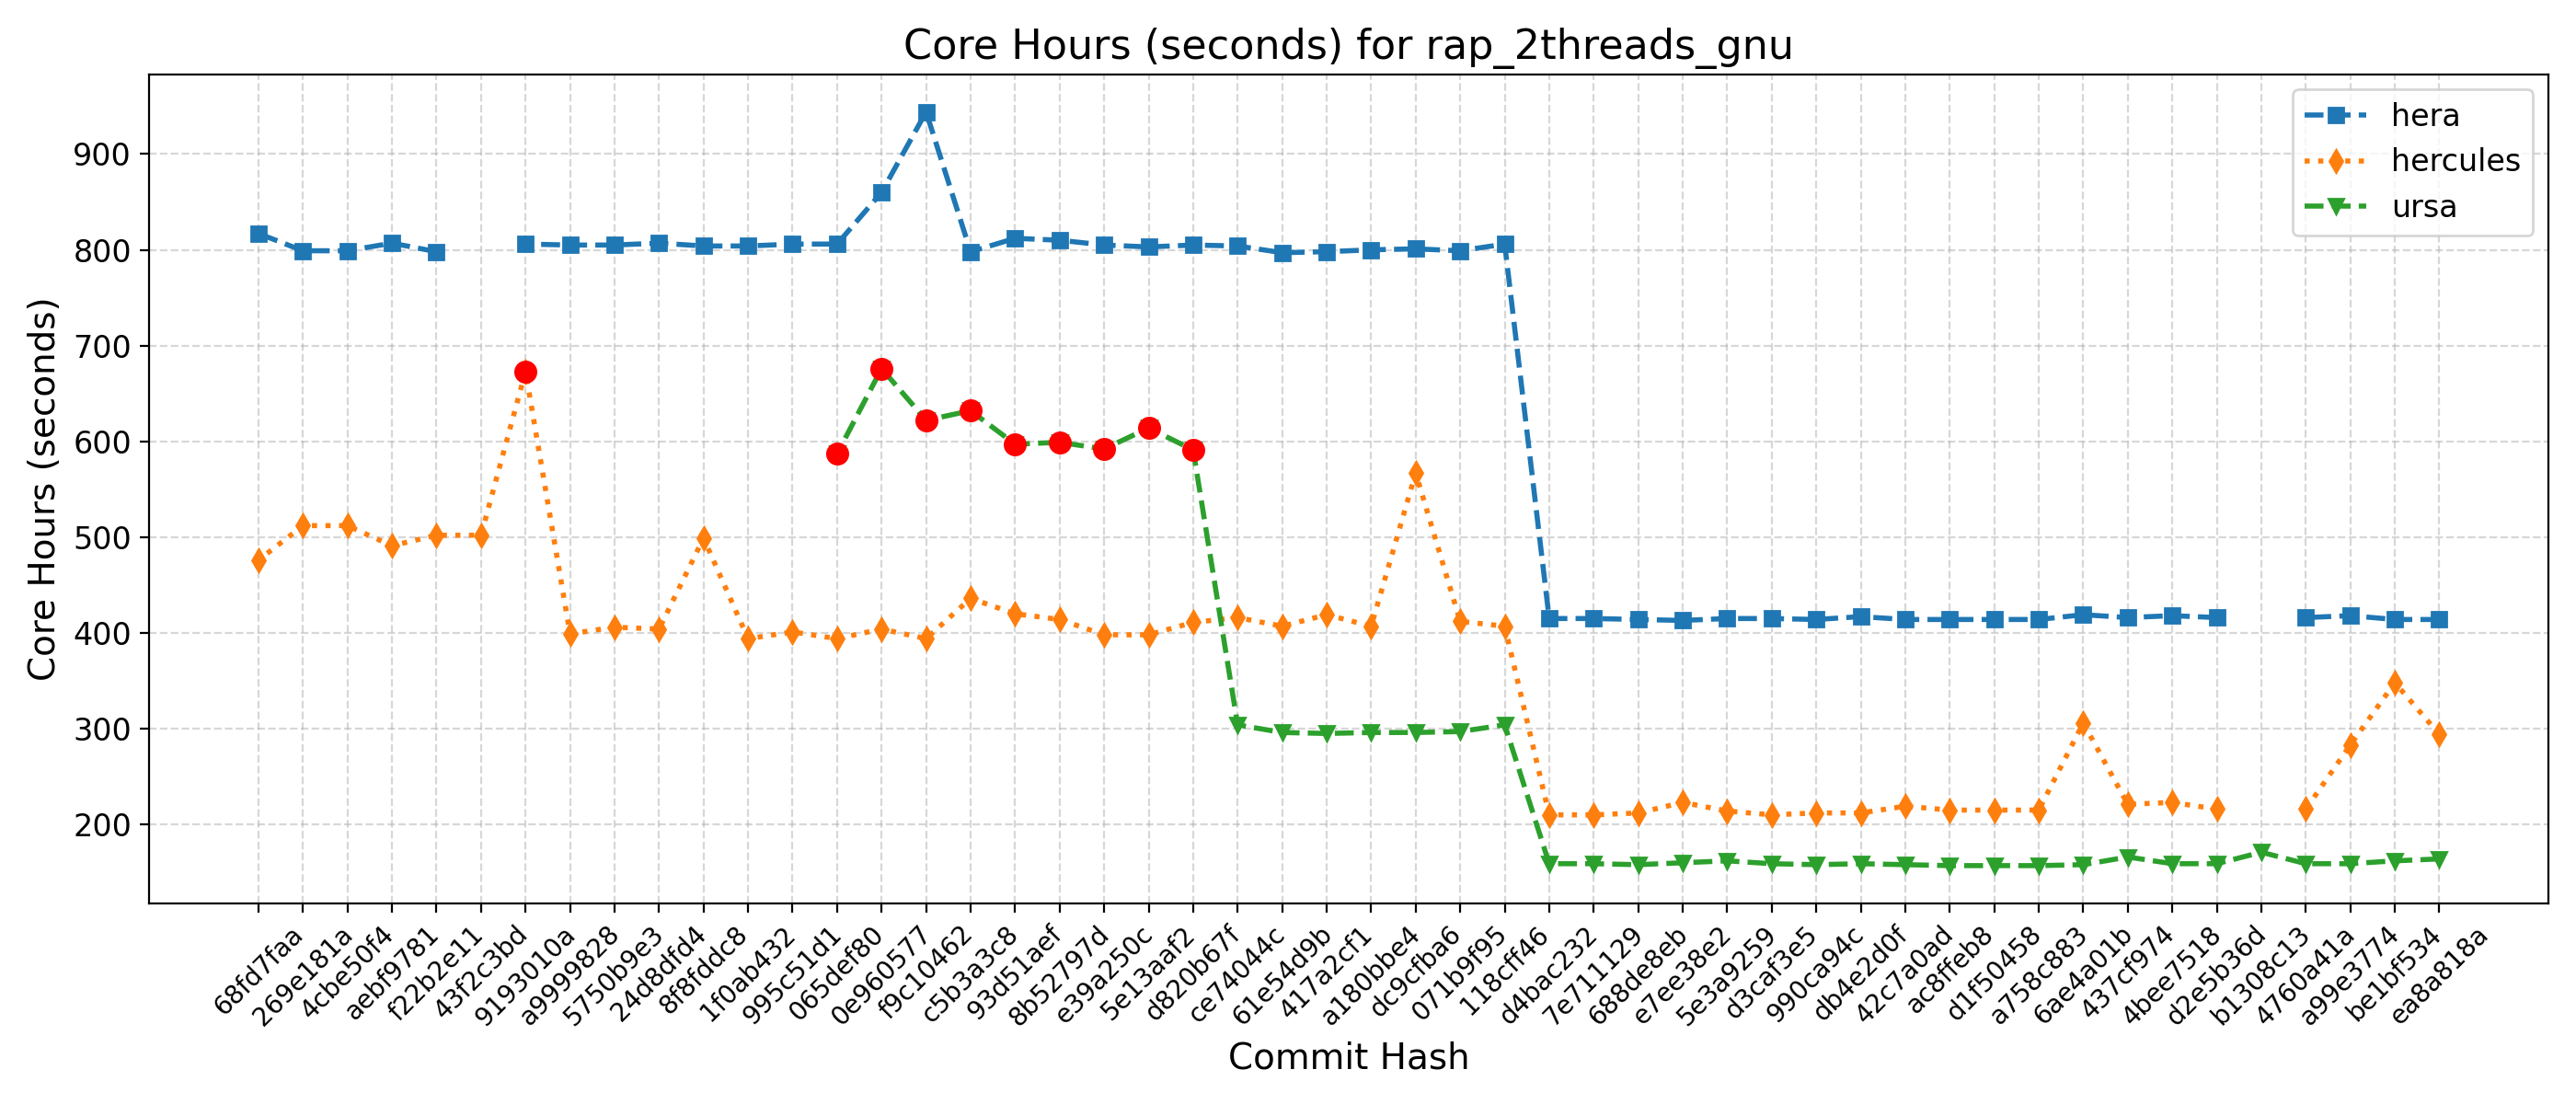 Core Hours (seconds) for rap_2threads_gnu
hera
hercules
ursa
Core Hours (seconds)
900
800
700
600
500
400
300
200
68fd7faa
269e181a
4cbe50f4
aebf9781
f22b2e11
43f2c3bd
9193010a
a9999828
5750b9e3
24d8dfd4
8f8fddc8
1f0ab432
995c51d1
065def80
0e960577
f9c10462
c5b3a3c8
93d51aef
8b52797d
e39a250c
5e13aaf2
d820b67f
ce74044c
61e54d9b
417a2cf1
a180bbe4
dc9cfba6
071b9f95
118cff46
d4bac232
7e711129
688de8eb
e7ee38e2
5e3a9259
d3caf3e5
990ca94c
db4e2d0f
42c7a0ad
ac8ffeb8
d1f50458
a758c883
6ae4a01b
437cf974
4bee7518
d2e5b36d
b1308c13
4760a41a
a99e3774
be1bf534
ea8a818a
Commit Hash